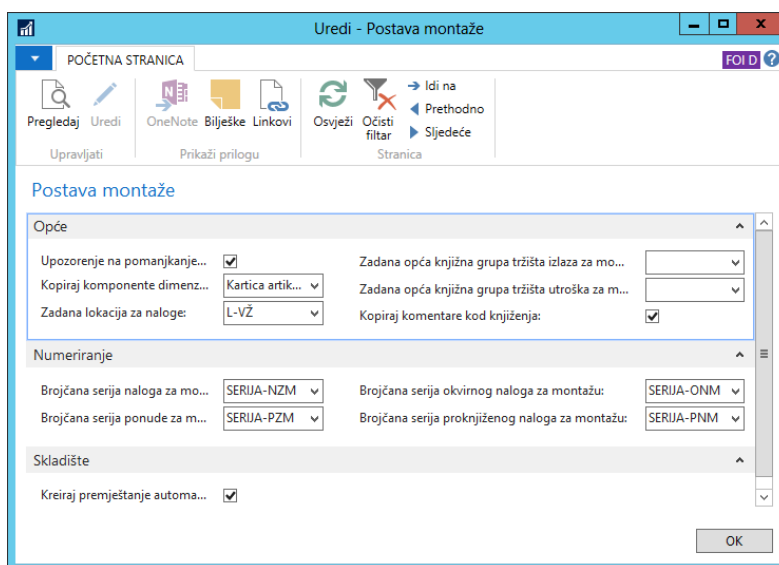 Uredi - Postava montaže
POČETNA STRANICA
FOI D
Pregledaj Uredi OneNote Bilješke Linkovi Osvježi Očisti filtar
Idi na
Prethodno
Sljedeće
Upravljati Prikaži prilogu Stranica
Postava montaže
Opće
Upozorenje na pomanjkanje...
Zadana opća knjižna grupa tržišta izlaza za mo...
Kopiraj komponente dimenz... Kartica artik...
Zadana opća knjižna grupa tržišta utroška za m...
Zadana lokacija za naloge: L-VŽ
Kopiraj komentare kod knjiženja:
Numeriranje
Brojčana serija naloga za mo... SERIJA-NZM
Brojčana serija okvirnog naloga za montažu: SERIJA-ONM
Brojčana serija ponude za m... SERIJA-PZM
Brojčana serija proknjiženog naloga za montažu: SERIJA-PNM
Skladište
Kreiraj premještanje automa...
OK